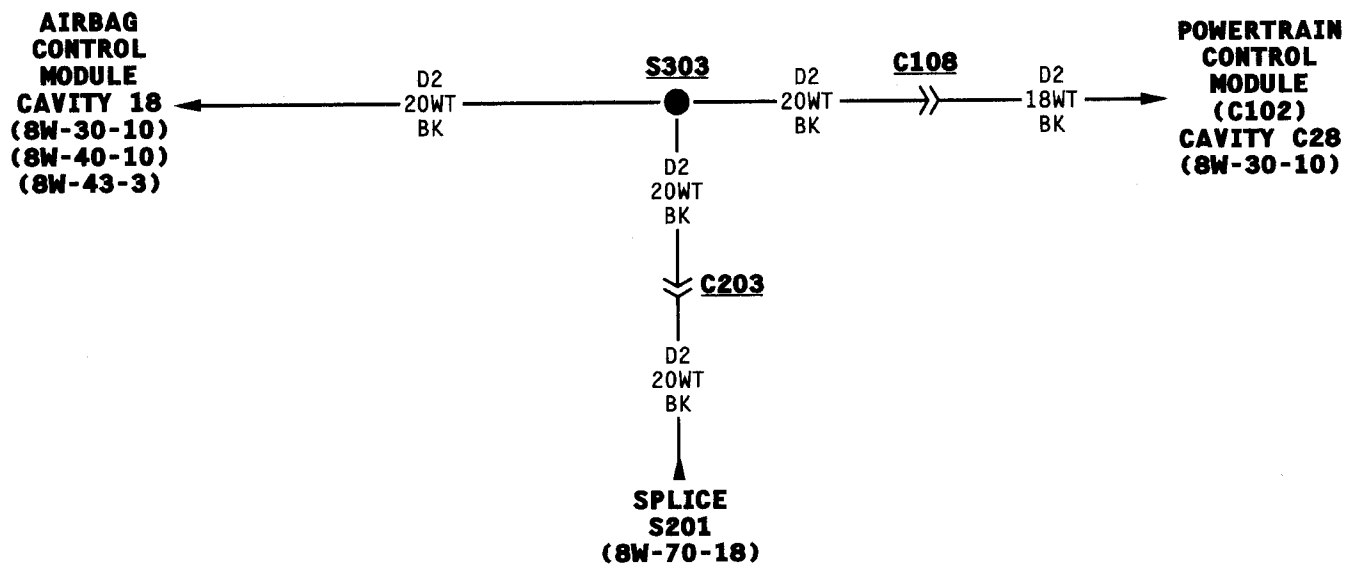 AIRBAG
CONTROL
MODULE
CAVITY 18
(8W-30-10)
(8W-40-10)
(8W-43-3)
D2
20WT
BK
S303
D2
20WT
BK
C108
D2
18WT
BK
POWERTRAIN
CONTROL
MODULE
(C102)
CAVITY C28
(8W-30-10)
D2
20WT
BK
C203
D2
20WT
BK
SPLICE
S201
(8W-70-18)